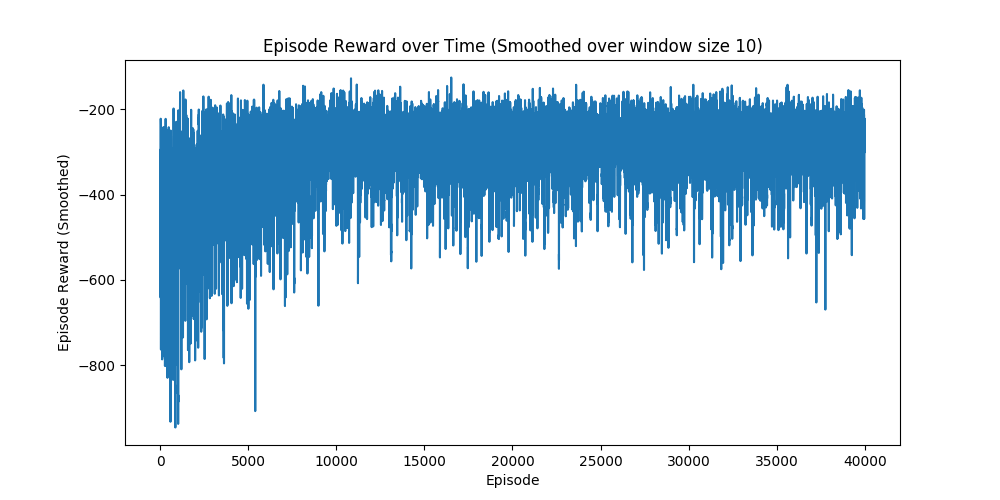 Episode Reward over Time (Smoothed over window size 10)
Episode Reward (Smoothed)
−200
−400
−600
−800
0 5000 10000 15000 20000 25000 30000 35000 40000
Episode